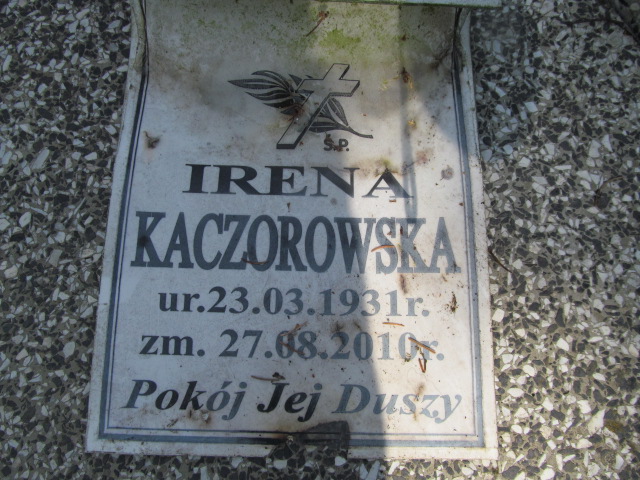 Ś.P.
IRENA
KACZOROWSKA
ur.23.03.1931r.
zm. 27.08.2010r.
Pokój Jej Duszy